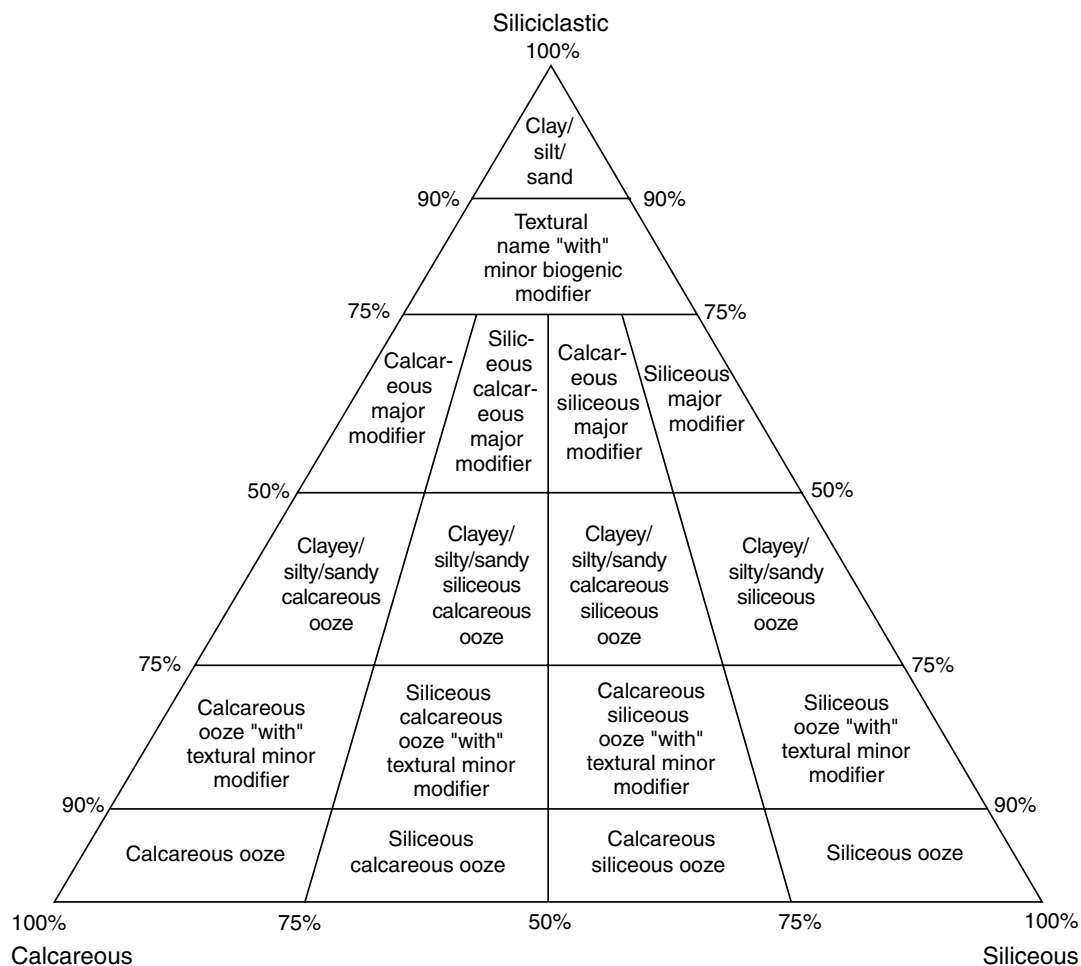 Siliciclastic
100%
Clay/
silt/
sand
90%
90%
Textural
name "with"
minor biogenic
modifier
75%
75%
Calcar-
eous
major
modifier
Silic-
eous
calcar-
eous
major
modifier
Calcar-
eous
siliceous
major
modifier
Siliceous
major
modifier
50%
50%
Clayey/
silty/sandy
calcareous
ooze
Clayey/
silty/sandy
siliceous
calcareous
ooze
Clayey/
silty/sandy
calcareous
siliceous
ooze
Clayey/
silty/sandy
siliceous
ooze
75%
75%
Calcareous
ooze "with"
textural minor
modifier
Siliceous
calcareous
ooze "with"
textural minor
modifier
Calcareous
siliceous
ooze "with"
textural minor
modifier
Siliceous
ooze "with"
textural minor
modifier
90%
90%
Calcareous ooze
Siliceous
calcareous ooze
Calcareous
siliceous ooze
Siliceous ooze
100%
75%
50%
75%
100%
Calcareous
Siliceous